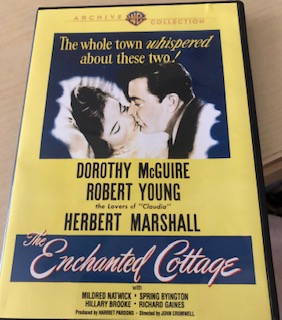 ARCHIVE WB COLLECTION
The whole town whispered
about these two!
DOROTHY McGUIRE
ROBERT YOUNG
the Lovers of "Claudia"
HERBERT MARSHALL
The
Enchanted Cottage
with
MILDRED NATWICK • SPRING BYINGTON
HILLARY BROOKE • RICHARD GAINES
Produced by HARRIET PARSONS • Directed by JOHN CROMWELL